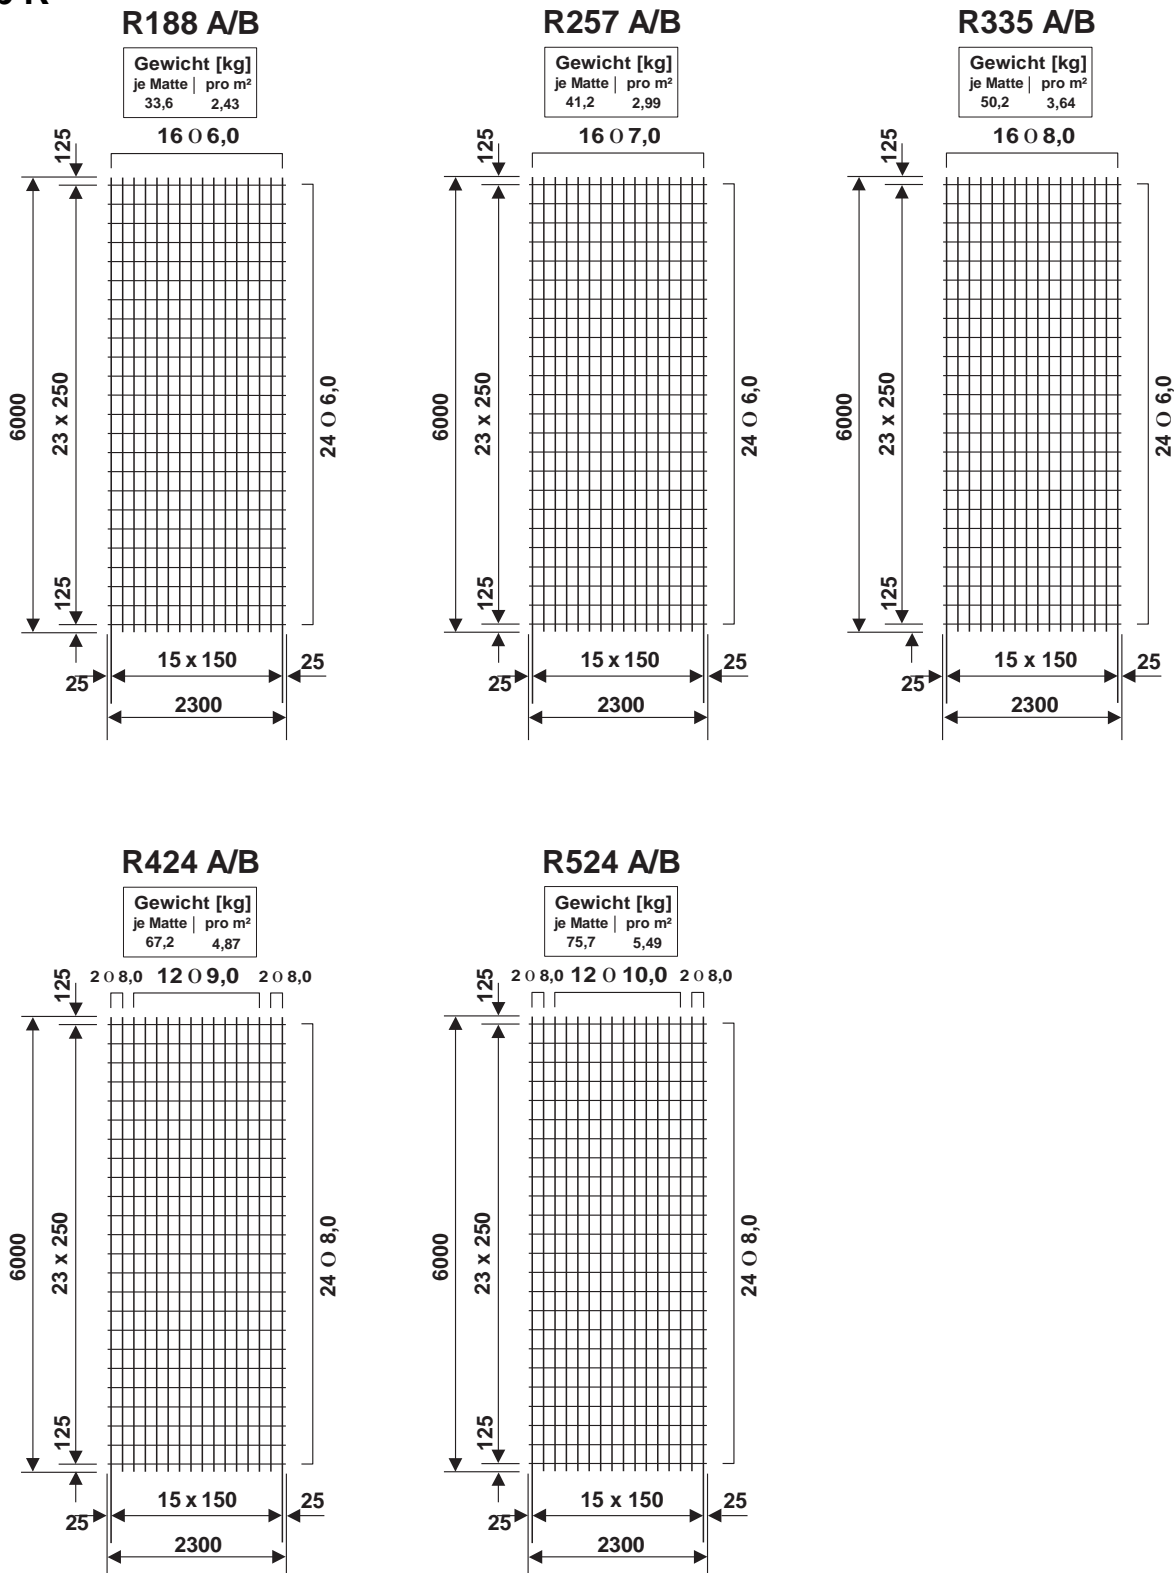 R188 A/B
Gewicht [kg]
je Matte | pro m²
33,6 2,43
16 O 6,0
125
6000
23 x 250
24 O 6,0
125
15 x 150
25
25
2300
R257 A/B
Gewicht [kg]
je Matte | pro m²
41,2 2,99
16 O 7,0
125
6000
23 x 250
24 O 6,0
125
15 x 150
25
25
2300
R335 A/B
Gewicht [kg]
je Matte | pro m²
50,2 3,64
16 O 8,0
125
6000
23 x 250
24 O 6,0
125
15 x 150
25
25
2300
R424 A/B
Gewicht [kg]
je Matte | pro m²
67,2 4,87
2 O 8,0 12 O 9,0 2 O 8,0
125
6000
23 x 250
24 O 8,0
125
15 x 150
25
25
2300
R524 A/B
Gewicht [kg]
je Matte | pro m²
75,7 5,49
2 O 8,0 12 O 10,0 2 O 8,0
125
6000
23 x 250
24 O 8,0
125
15 x 150
25
25
2300